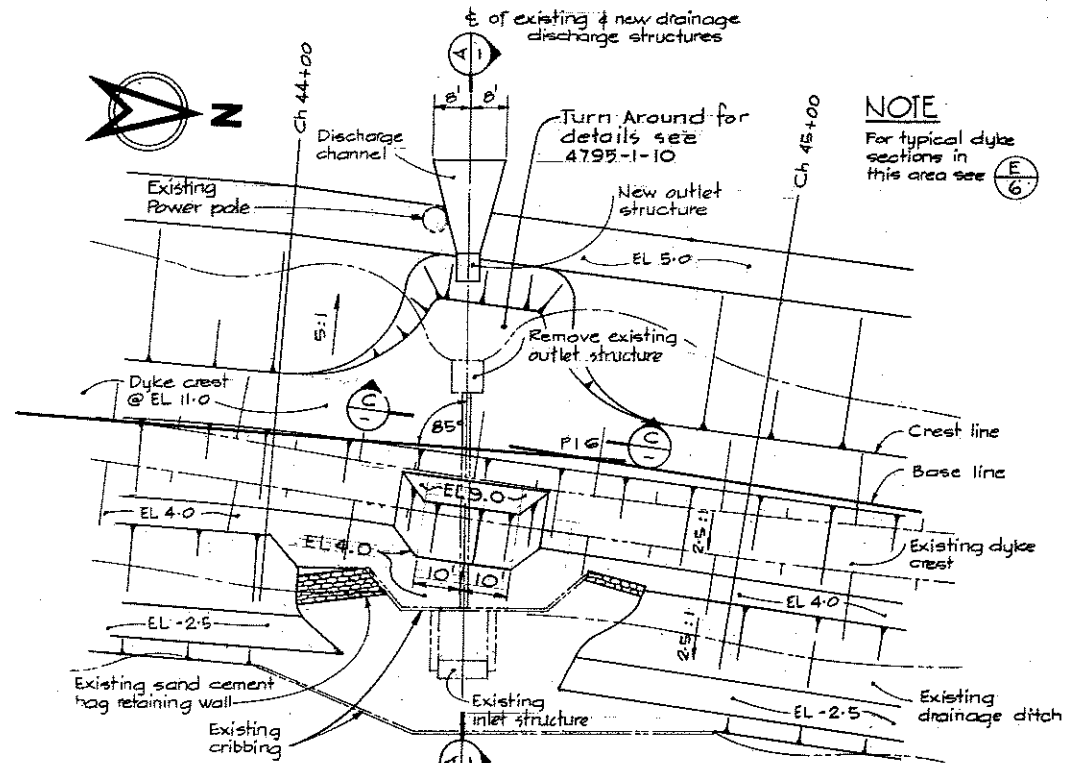 ℄ of existing & new drainage
discharge structures
A
-
8' 8'
Ch 44+00
Ch 45+00
N
Discharge
channel
Turn Around for
details see
4795-1-10
NOTE
For typical dyke
sections in
this area see
E
6
Existing
Power pole
New outlet
structure
EL 5.0
5:1
Remove existing
outlet structure
Dyke crest
@ EL 11.0
C
-
85°
PI 6
C
-
Crest line
Base line
EL 9.0
EL 4.0
EL 4.0
2.5:1
Existing dyke
crest
10' 10'
EL 4.0
EL -2.5
2.5:1
Existing sand cement
bag retaining wall
Existing
cribbing
Existing
inlet structure
EL -2.5
Existing
drainage ditch
A